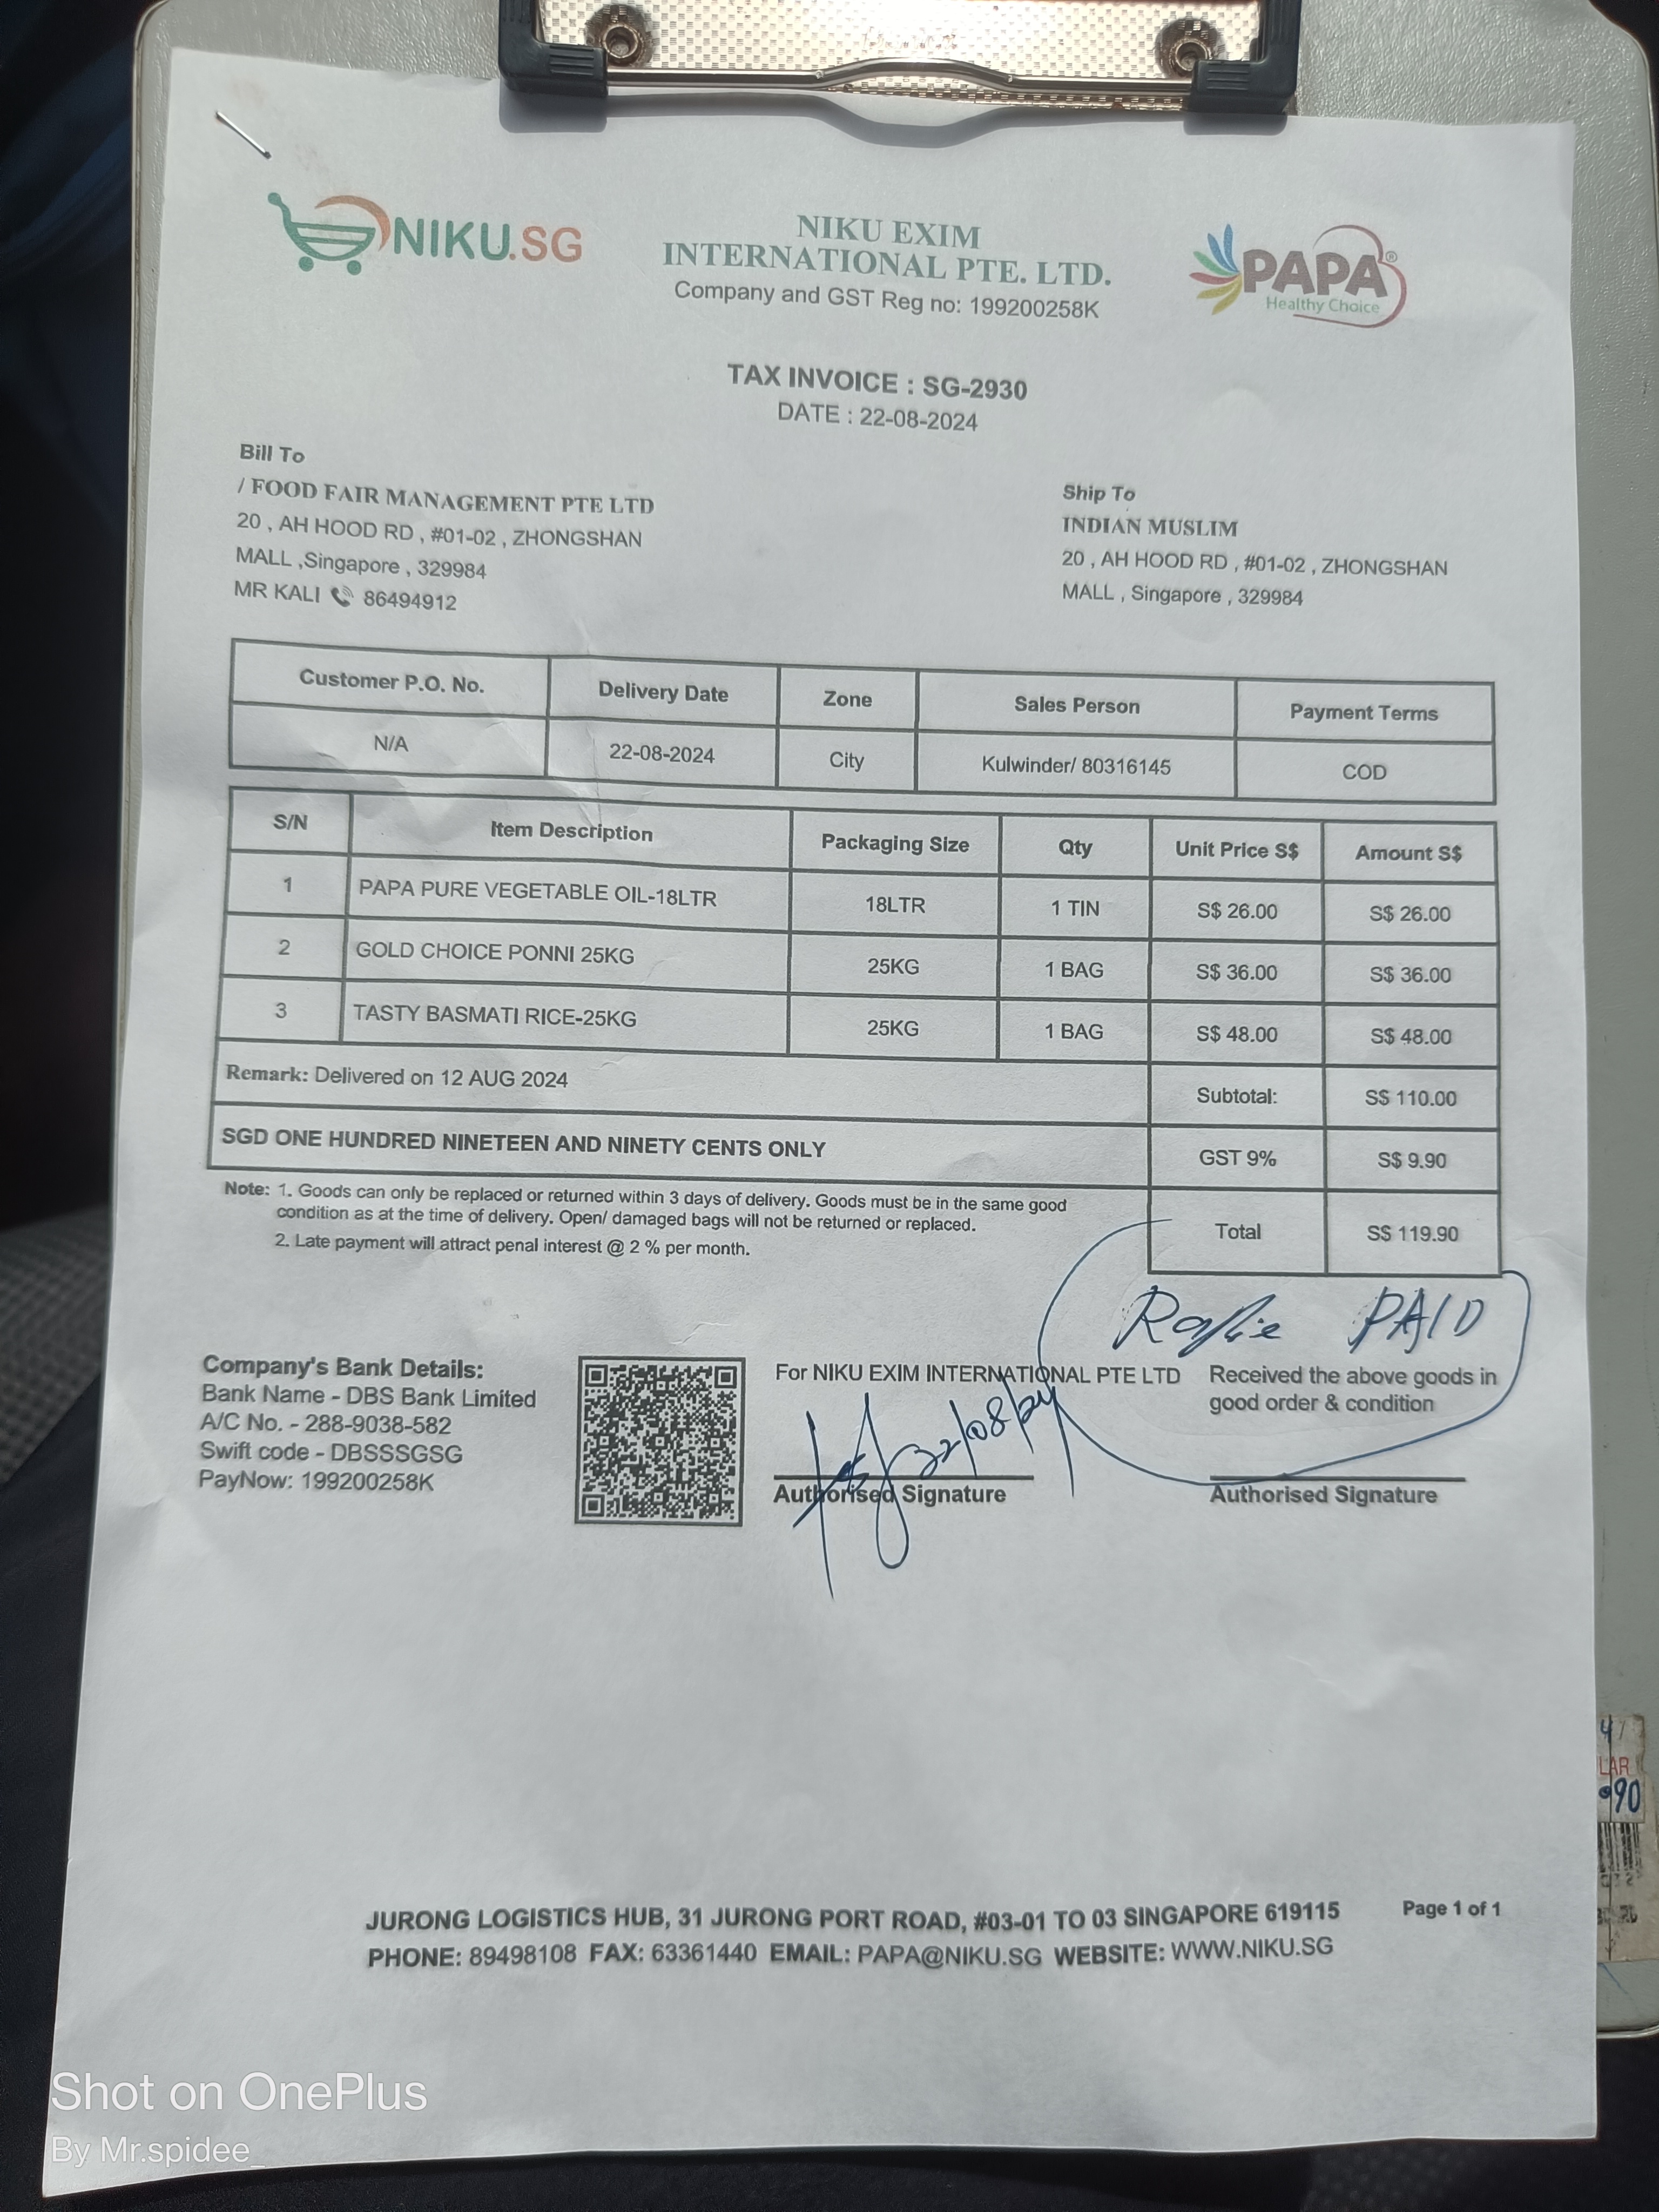 NIKU.SG
NIKU EXIM
INTERNATIONAL PTE. LTD.
Company and GST Reg no: 199200258K
PAPA®
Healthy Choice
TAX INVOICE : SG-2930
DATE : 22-08-2024
Bill To
/ FOOD FAIR MANAGEMENT PTE LTD
20 , AH HOOD RD , #01-02 , ZHONGSHAN
MALL ,Singapore , 329984
MR KALI 86494912
Ship To
INDIAN MUSLIM
20 , AH HOOD RD , #01-02 , ZHONGSHAN
MALL , Singapore , 329984
Customer P.O. No. Delivery Date Zone Sales Person Payment Terms
N/A 22-08-2024 City Kulwinder/ 80316145 COD
S/N Item Description Packaging Size Qty Unit Price S$ Amount S$
1 PAPA PURE VEGETABLE OIL-18LTR 18LTR 1 TIN S$ 26.00 S$ 26.00
2 GOLD CHOICE PONNI 25KG 25KG 1 BAG S$ 36.00 S$ 36.00
3 TASTY BASMATI RICE-25KG 25KG 1 BAG S$ 48.00 S$ 48.00
Remark: Delivered on 12 AUG 2024 Subtotal: S$ 110.00
SGD ONE HUNDRED NINETEEN AND NINETY CENTS ONLY GST 9% S$ 9.90
Total S$ 119.90
Note: 1. Goods can only be replaced or returned within 3 days of delivery. Goods must be in the same good
condition as at the time of delivery. Open/ damaged bags will not be returned or replaced.
2. Late payment will attract penal interest @ 2 % per month.
PAID
Company's Bank Details:
Bank Name - DBS Bank Limited
A/C No. - 288-9038-582
Swift code - DBSSSGSG
PayNow: 199200258K
For NIKU EXIM INTERNATIONAL PTE LTD
22/08/24
Authorised Signature
Received the above goods in
good order & condition
Authorised Signature
LAR
90
JURONG LOGISTICS HUB, 31 JURONG PORT ROAD, #03-01 TO 03 SINGAPORE 619115
Page 1 of 1
PHONE: 89498108 FAX: 63361440 EMAIL: PAPA@NIKU.SG WEBSITE: WWW.NIKU.SG
Shot on OnePlus
By Mr.spidee_